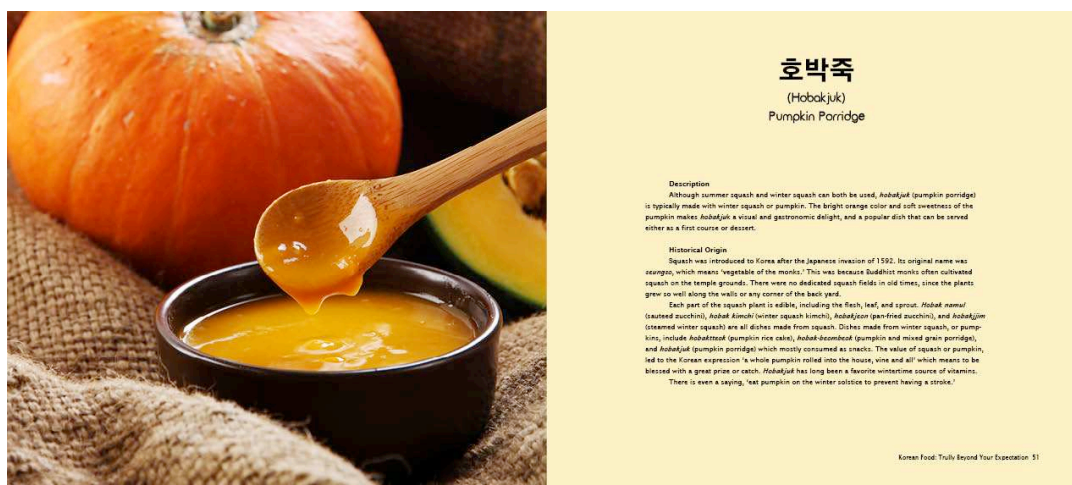 호박죽
(Hobakjuk)
Pumpkin Porridge
Description
Although summer squash and winter squash can both be used, hobakjuk (pumpkin porridge)
is typically made with winter squash or pumpkin. The bright orange color and soft sweetness of the
pumpkin makes hobakjuk a visual and gastronomic delight, and a popular dish that can be served
either as a first course or dessert.
Historical Origin
Squash was introduced to Korea after the Japanese invasion of 1592. Its original name was
seungso, which means 'vegetable of the monks.' This was because Buddhist monks often cultivated
squash on the temple grounds. There were no dedicated squash fields in old times, since the plants
grew so well along the walls or any corner of the back yard.
Each part of the squash plant is edible, including the flesh, leaf, and sprout. Hobak namul
(sauteed zucchini), hobak kimchi (winter squash kimchi), hobakjeon (pan-fried zucchini), and hobakjjim
(steamed winter squash) are all dishes made from squash. Dishes made from winter squash, or pump-
kins, include hobaktteok (pumpkin rice cake), hobak-beombeok (pumpkin and mixed grain porridge),
and hobakjuk (pumpkin porridge) which mostly consumed as snacks. The value of squash or pumpkin,
led to the Korean expression 'a whole pumpkin rolled into the house, vine and all' which means to be
blessed with a great prize or catch. Hobakjuk has long been a favorite wintertime source of vitamins.
There is even a saying, 'eat pumpkin on the winter solstice to prevent having a stroke.'
Korean Food: Trully Beyond Your Expectation 51